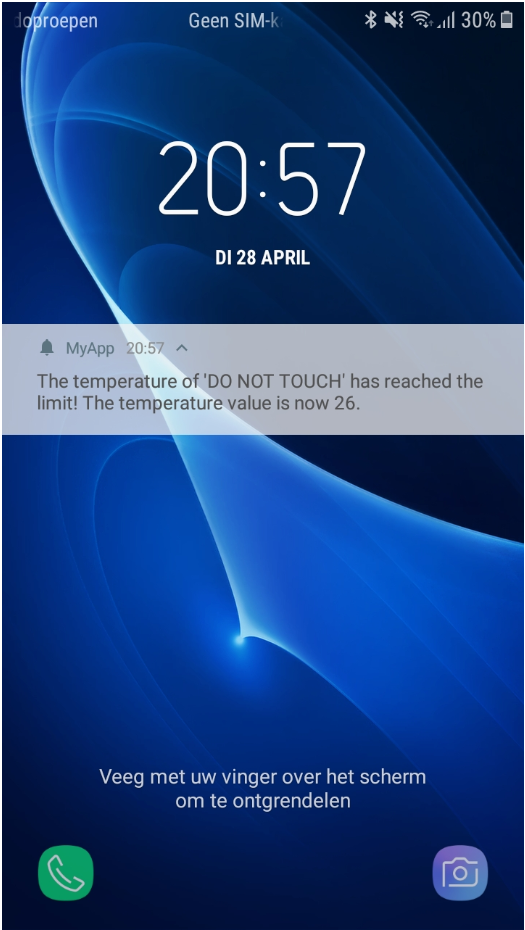 Geen SIM-k
30%
20:57
DI 28 APRIL
MyApp 20:57
The temperature of 'DO NOT TOUCH' has reached the
limit! The temperature value is now 26.
Veeg met uw vinger over het scherm
om te ontgrendelen